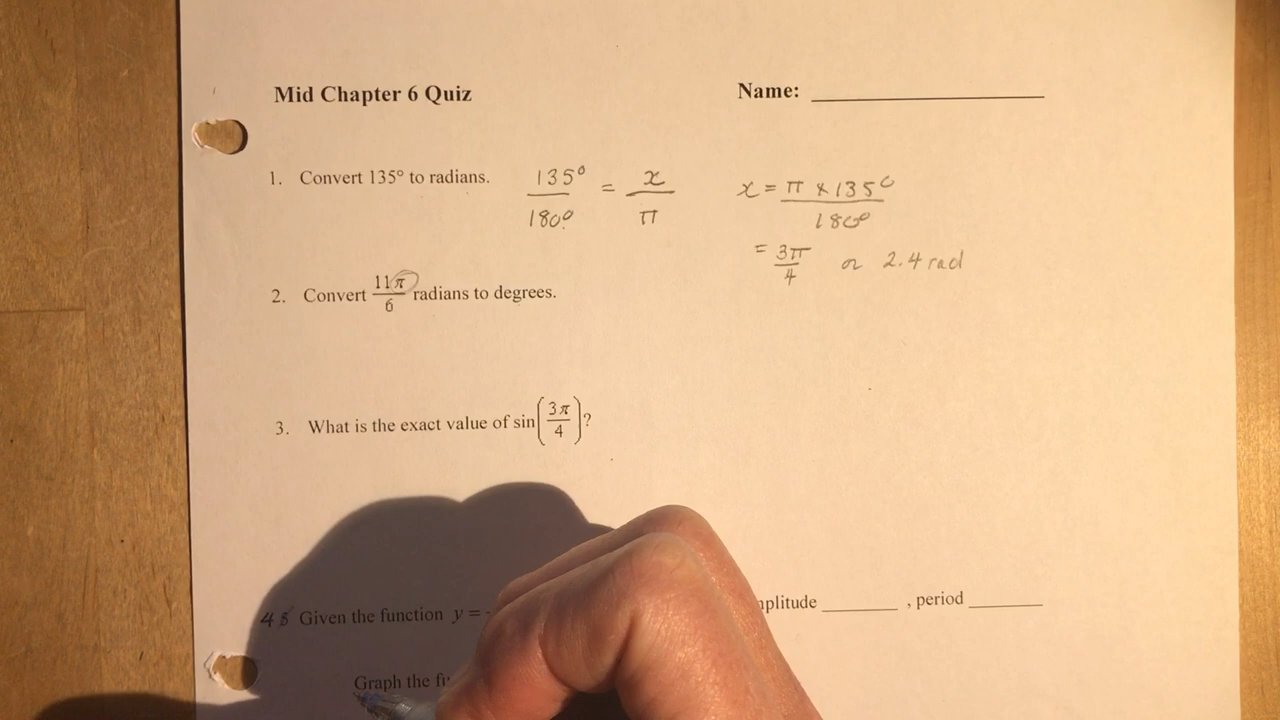 Mid Chapter 6 Quiz Name:
1. Convert 135° to radians. 135°/180° = x/π x = π × 135°/180°
= 3π/4 or 2.4 rad
2. Convert 11π/6 radians to degrees.
3. What is the exact value of sin(3π/4)?
4 Given the function y = , period
Graph the